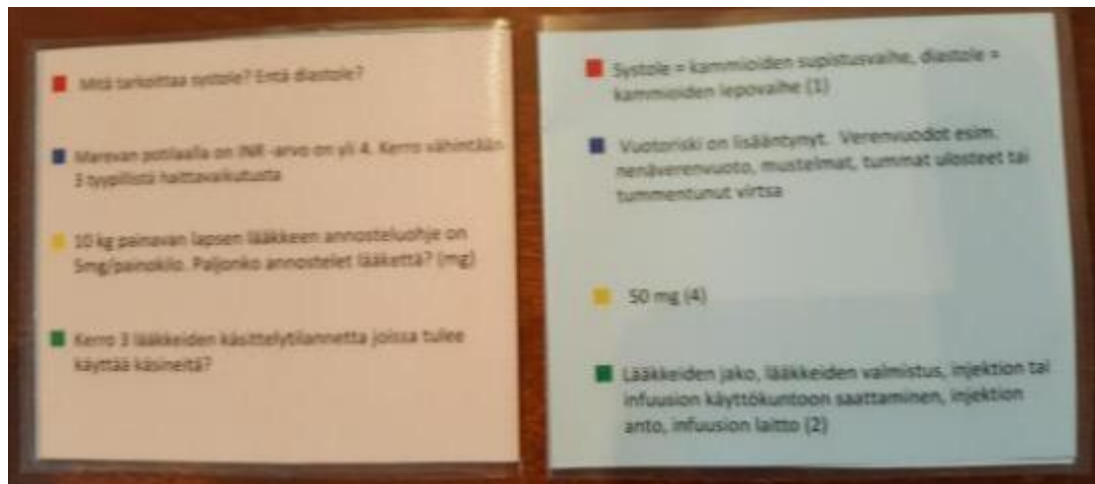 Mitä tarkoittaa systole? Entä diastole?
Marevan potilaalla on INR -arvo on yli 4. Kerro vähintään
3 tyypillistä haittavaikutusta
10 kg painavan lapsen lääkkeen annosteluohje on
5mg/painokilo. Paljonko annostelet lääkettä? (mg)
Kerro 3 lääkkeiden käsittelytilannetta joissa tulee
käyttää käsineitä?
Systole = kammioiden supistusvaihe, diastole =
kammioiden lepovaihe (1)
Vuotoriski on lisääntynyt. Verenvuodot esim.
nenäverenvuoto, mustelmat, tummat ulosteet tai
tummentunut virtsa
50 mg (4)
Lääkkeiden jako, lääkkeiden valmistus, injektion tai
infuusion käyttökuntoon saattaminen, injektion
anto, infuusion laitto (2)